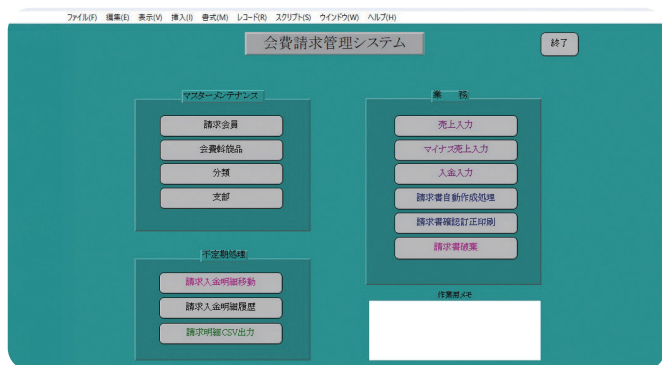 ファイル(F) 編集(E) 表示(V) 挿入(I) 書式(M) レコード(R) スクリプト(S) ウインドウ(W) ヘルプ(H)
会費請求管理システム
終了
マスターメンテナンス
請求会員
会費斡旋品
分類
支部
不定期処理
請求入金明細移動
請求入金明細履歴
請求明細CSV出力
業 務
売上入力
マイナス売上入力
入金入力
請求書自動作成処理
請求書確認訂正印刷
請求書破棄
作業用メモ